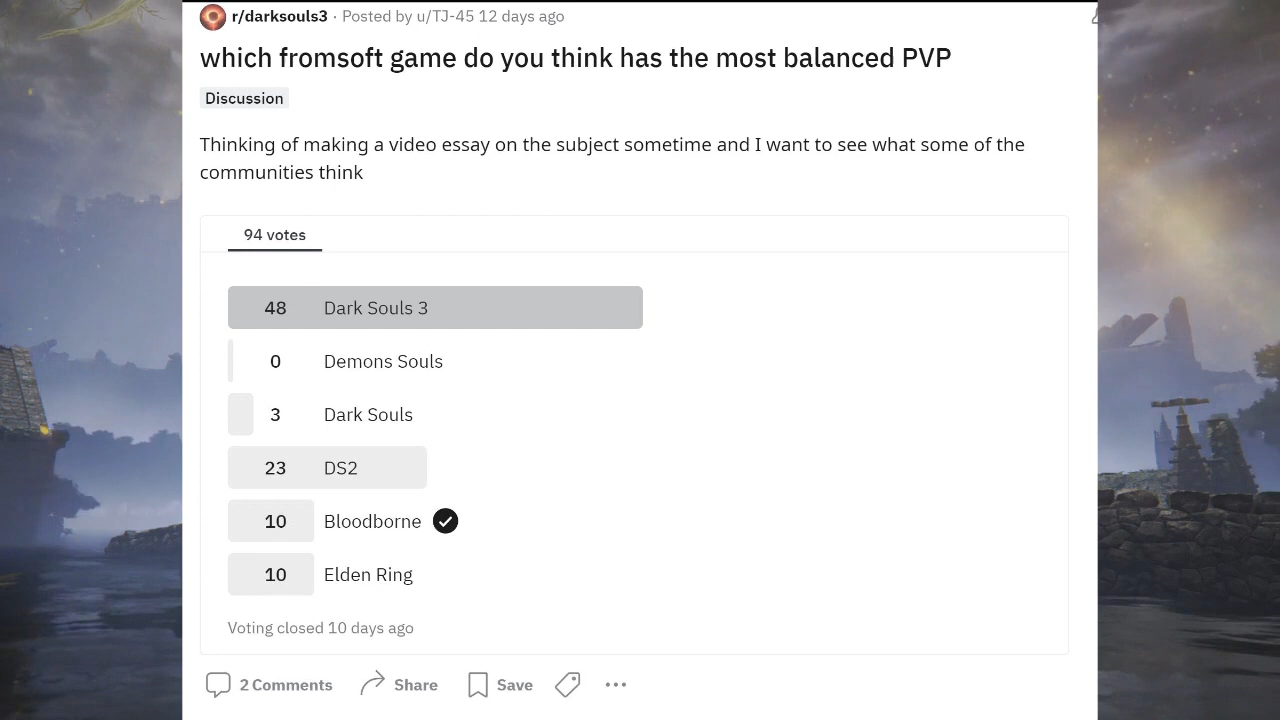 r/darksouls3 · Posted by u/TJ-45 12 days ago
which fromsoft game do you think has the most balanced PVP
Discussion
Thinking of making a video essay on the subject sometime and I want to see what some of the
communities think
94 votes
48 Dark Souls 3
0 Demons Souls
3 Dark Souls
23 DS2
10 Bloodborne
10 Elden Ring
Voting closed 10 days ago
2 Comments Share Save